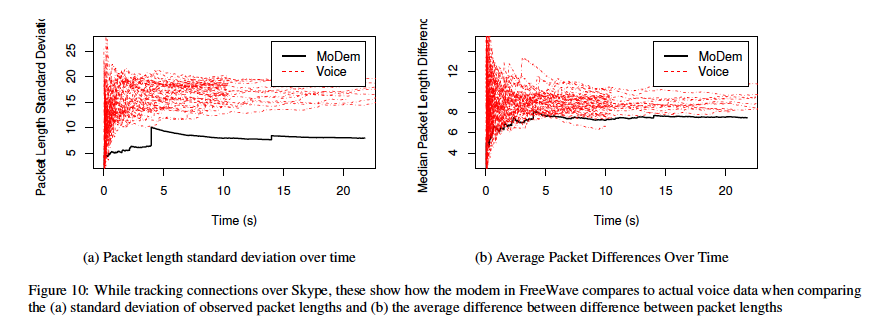 Packet Length Standard Deviati
25
20
15
10
5
MoDem
Voice
0 5 10 15 20
Time (s)
(a) Packet length standard deviation over time
Median Packet Length Differenc
12
8
6
4
MoDem
Voice
0 5 10 15 20
Time (s)
(b) Average Packet Differences Over Time
Figure 10: While tracking connections over Skype, these show how the modem in FreeWave compares to actual voice data when comparing
the (a) standard deviation of observed packet lengths and (b) the average difference between difference between packet lengths